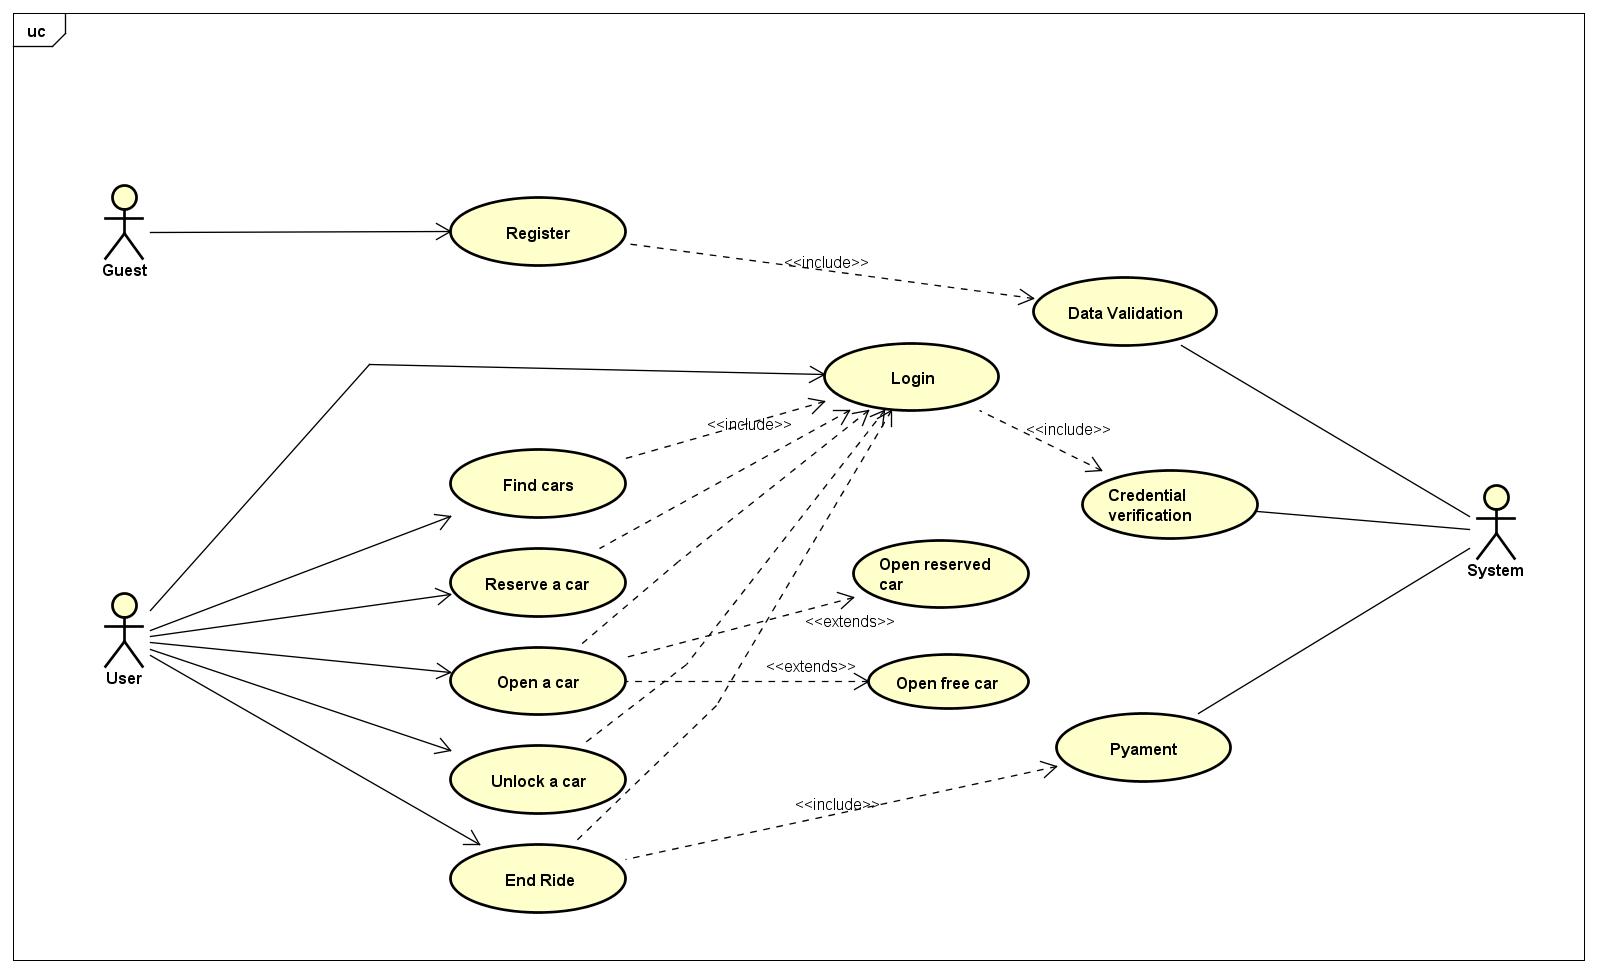 uc
Guest
Register
<<include>>
Data Validation
Login
<<include>>
<<include>>
Find cars
Credential
verification
System
Open reserved
car
Reserve a car
<<extends>>
User
Open a car
<<extends>>
Open free car
Pyament
Unlock a car
<<include>>
End Ride